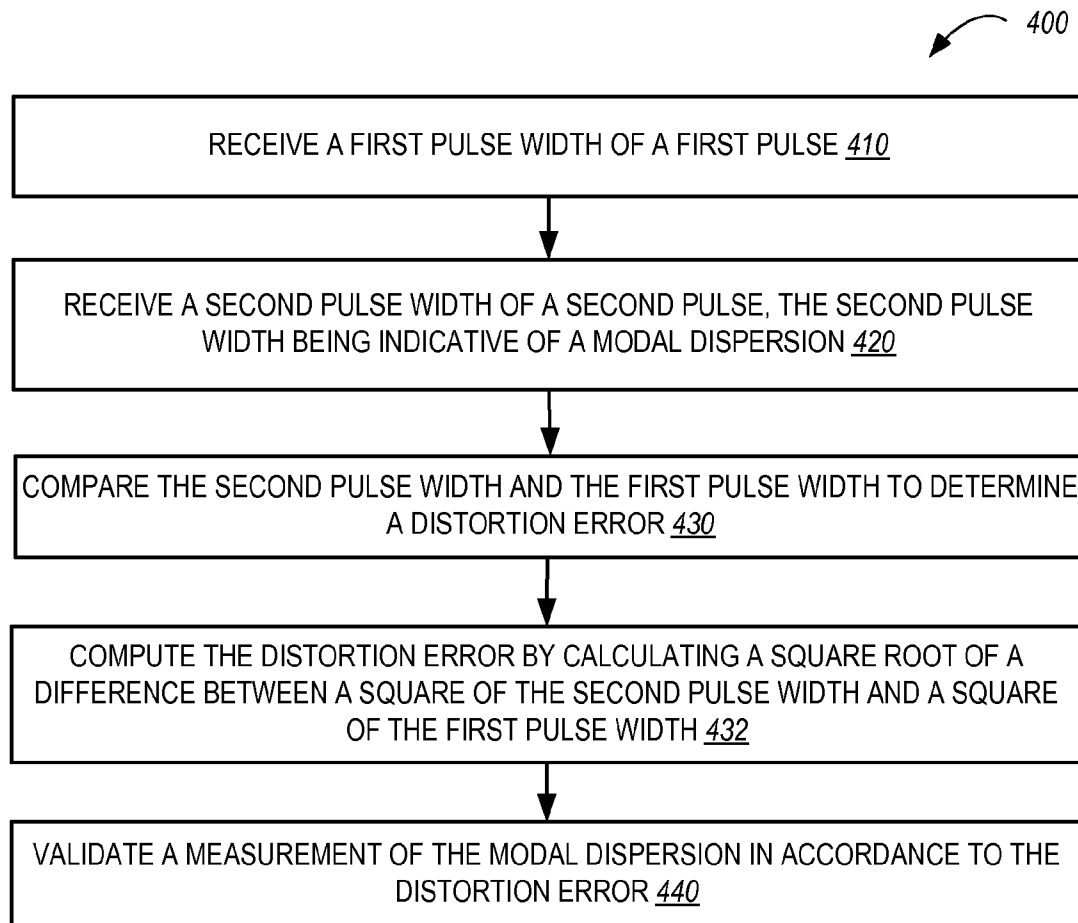 400
RECEIVE A FIRST PULSE WIDTH OF A FIRST PULSE 410
RECEIVE A SECOND PULSE WIDTH OF A SECOND PULSE, THE SECOND PULSE
WIDTH BEING INDICATIVE OF A MODAL DISPERSION 420
COMPARE THE SECOND PULSE WIDTH AND THE FIRST PULSE WIDTH TO DETERMINE
A DISTORTION ERROR 430
COMPUTE THE DISTORTION ERROR BY CALCULATING A SQUARE ROOT OF A
DIFFERENCE BETWEEN A SQUARE OF THE SECOND PULSE WIDTH AND A SQUARE
OF THE FIRST PULSE WIDTH 432
VALIDATE A MEASUREMENT OF THE MODAL DISPERSION IN ACCORDANCE TO THE
DISTORTION ERROR 440